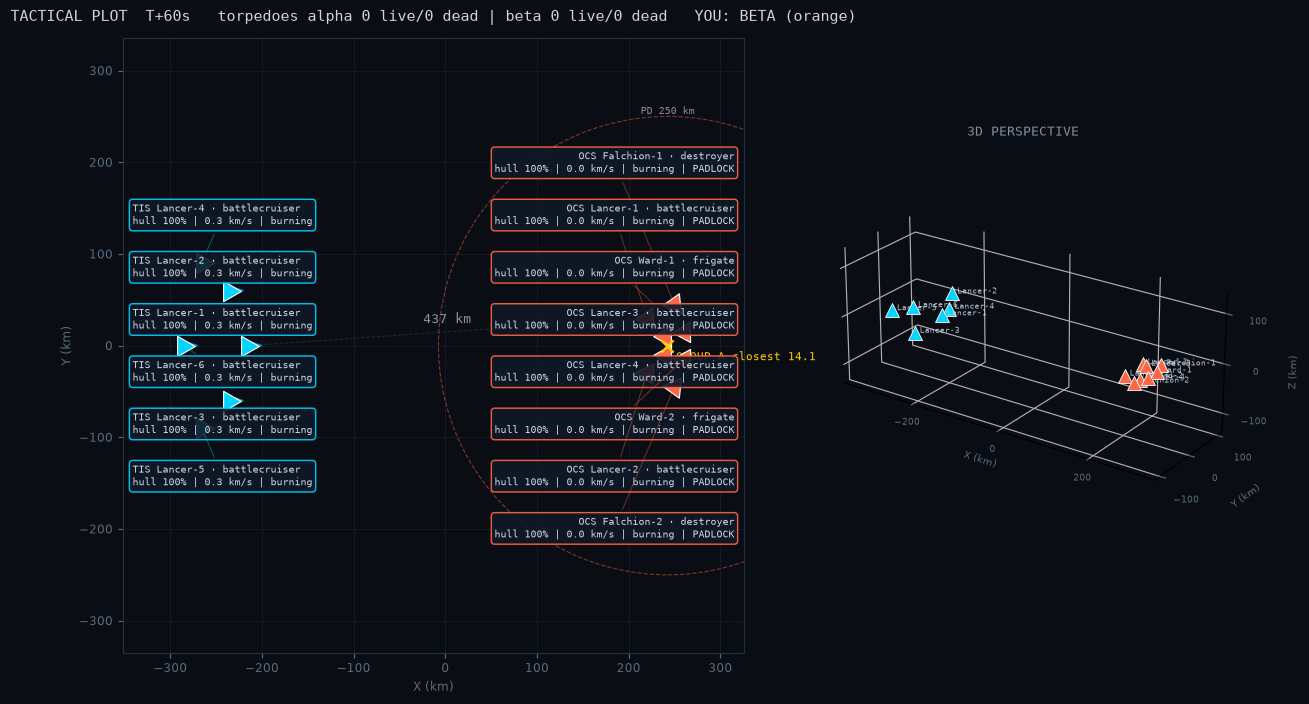 TACTICAL PLOT  T+60s   torpedoes alpha 0 live/0 dead | beta 0 live/0 dead   YOU: BETA (orange)
PD 250 km
OCS Falchion-1 · destroyer
hull 100% | 0.0 km/s | burning | PADLOCK
TIS Lancer-4 · battlecruiser
hull 100% | 0.3 km/s | burning
OCS Lancer-1 · battlecruiser
hull 100% | 0.0 km/s | burning | PADLOCK
TIS Lancer-2 · battlecruiser
hull 100% | 0.3 km/s | burning
OCS Ward-1 · frigate
hull 100% | 0.0 km/s | burning | PADLOCK
TIS Lancer-1 · battlecruiser
hull 100% | 0.3 km/s | burning
437 km
OCS Lancer-3 · battlecruiser
hull 100% | 0.0 km/s | burning | PADLOCK
closest 14.1
TIS Lancer-6 · battlecruiser
hull 100% | 0.3 km/s | burning
OCS Lancer-4 · battlecruiser
hull 100% | 0.0 km/s | burning | PADLOCK
TIS Lancer-3 · battlecruiser
hull 100% | 0.3 km/s | burning
OCS Ward-2 · frigate
hull 100% | 0.0 km/s | burning | PADLOCK
TIS Lancer-5 · battlecruiser
hull 100% | 0.3 km/s | burning
OCS Lancer-2 · battlecruiser
hull 100% | 0.0 km/s | burning | PADLOCK
OCS Falchion-2 · destroyer
hull 100% | 0.0 km/s | burning | PADLOCK
300
200
100
0
−100
−200
−300
Y (km)
−300
−200
−100
0
100
200
300
X (km)
3D PERSPECTIVE
Lancer-2
Lancer-4
Lancer-3
100
0
−100
Z (km)
−200
0
200
X (km)
−100
0
100
Y (km)